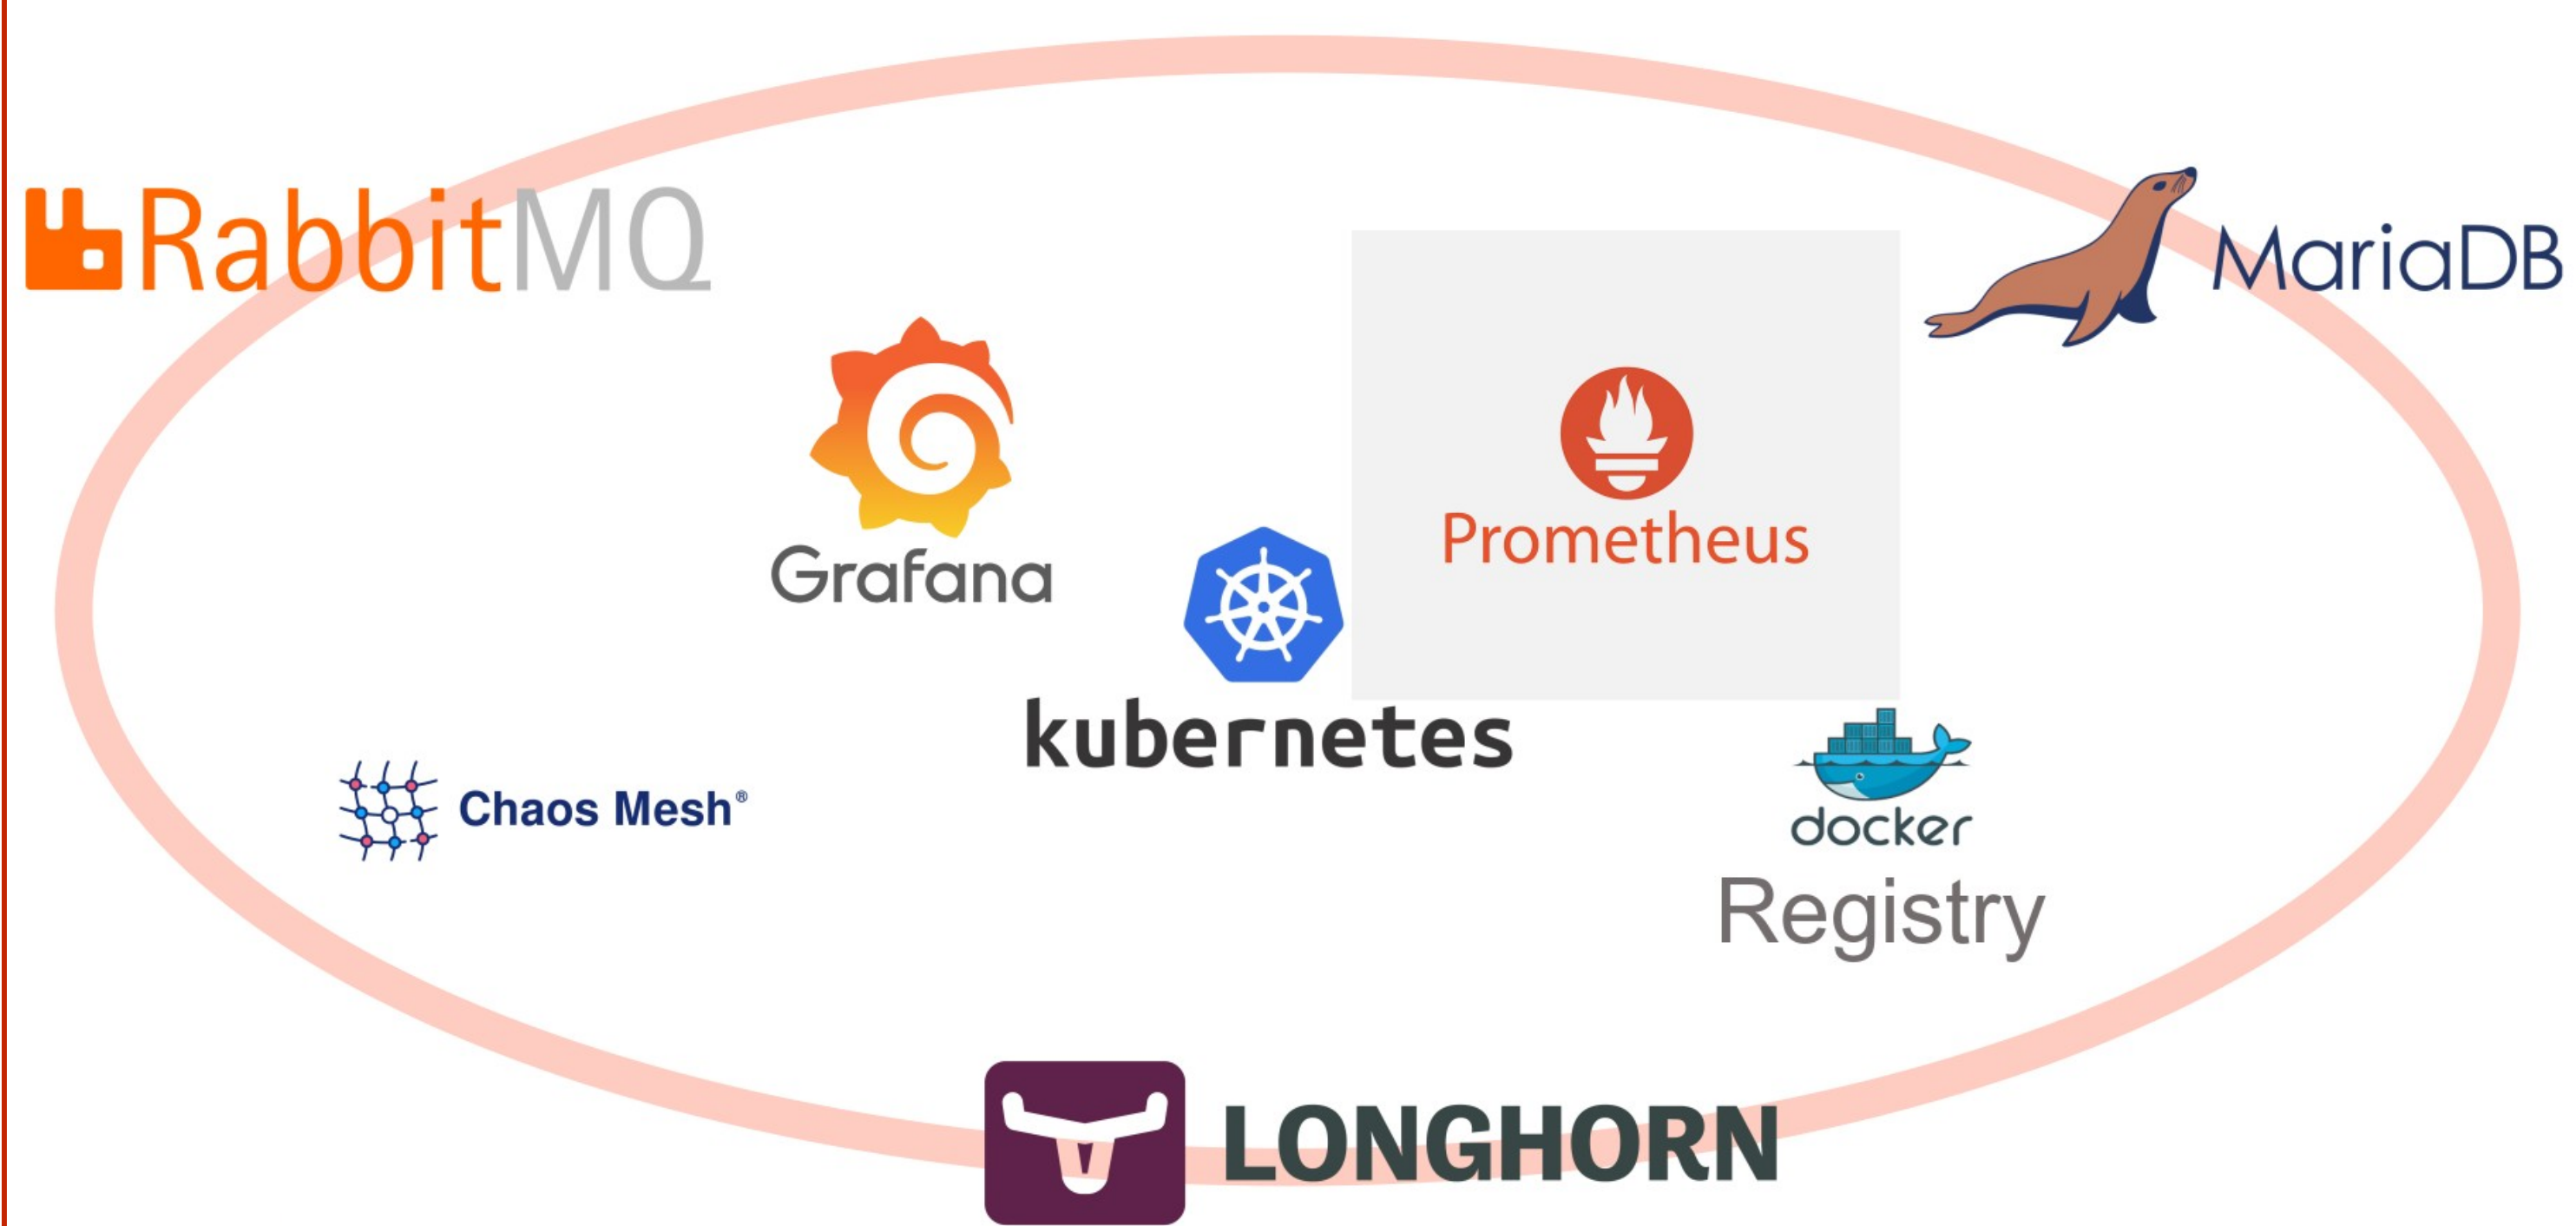 RabbitMQ
MariaDB
Grafana
Prometheus
kubernetes
Chaos Mesh®
docker
Registry
LONGHORN